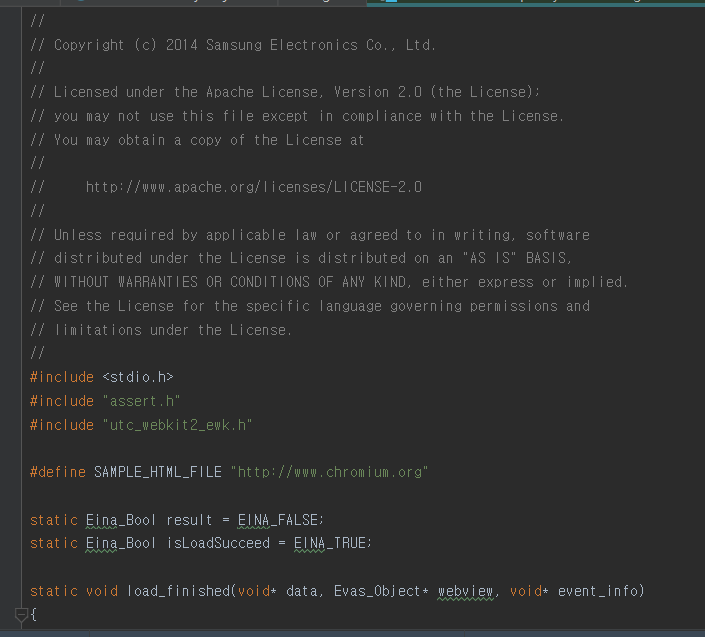 //
// Copyright (c) 2014 Samsung Electronics Co., Ltd.
//
// Licensed under the Apache License, Version 2.0 (the License);
// you may not use this file except in compliance with the License.
// You may obtain a copy of the License at
//
//     http://www.apache.org/licenses/LICENSE-2.0
//
// Unless required by applicable law or agreed to in writing, software
// distributed under the License is distributed on an "AS IS" BASIS,
// WITHOUT WARRANTIES OR CONDITIONS OF ANY KIND, either express or implied.
// See the License for the specific language governing permissions and
// limitations under the License.
//
#include <stdio.h>
#include "assert.h"
#include "utc_webkit2_ewk.h"

#define SAMPLE_HTML_FILE "http://www.chromium.org"

static Eina_Bool result = EINA_FALSE;
static Eina_Bool isLoadSucceed = EINA_TRUE;

static void load_finished(void* data, Evas_Object* webview, void* event_info)
{